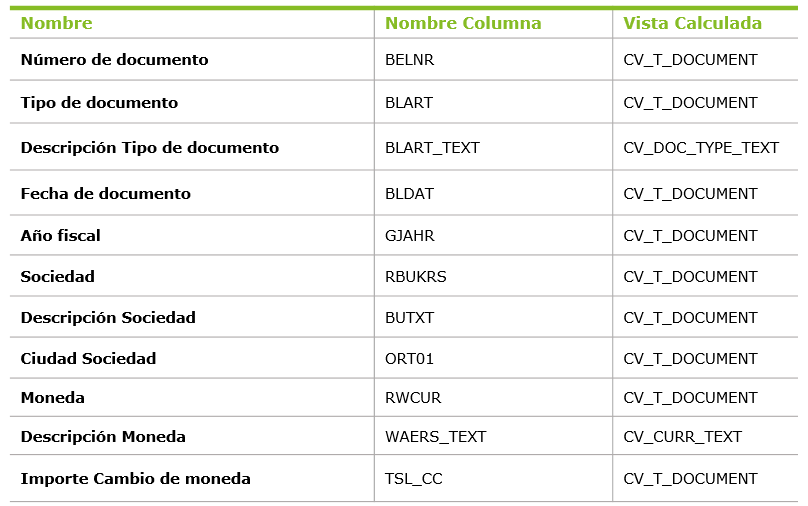 Nombre Nombre Columna Vista Calculada
Número de documento BELNR CV_T_DOCUMENT
Tipo de documento BLART CV_T_DOCUMENT
Descripción Tipo de documento BLART_TEXT CV_DOC_TYPE_TEXT
Fecha de documento BLDAT CV_T_DOCUMENT
Año fiscal GJAHR CV_T_DOCUMENT
Sociedad RBUKRS CV_T_DOCUMENT
Descripción Sociedad BUTXT CV_T_DOCUMENT
Ciudad Sociedad ORT01 CV_T_DOCUMENT
Moneda RWCUR CV_T_DOCUMENT
Descripción Moneda WAERS_TEXT CV_CURR_TEXT
Importe Cambio de moneda TSL_CC CV_T_DOCUMENT